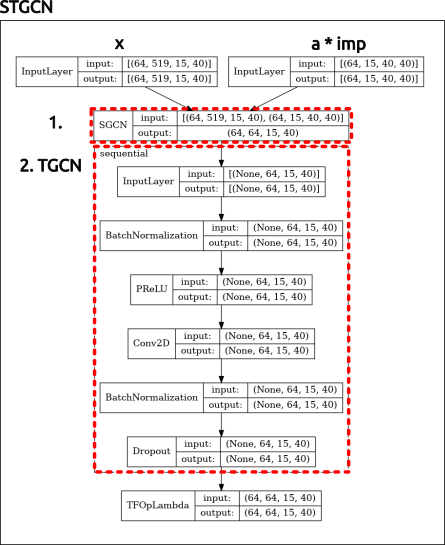 STGCN
x
a * imp
InputLayer
input: [(64, 519, 15, 40)]
output: [(64, 519, 15, 40)]
InputLayer
input: [(64, 15, 40, 40)]
output: [(64, 15, 40, 40)]
1.
SGCN
input: [(64, 519, 15, 40), (64, 15, 40, 40)]
output: (64, 64, 15, 40)
2. TGCN
sequential
InputLayer
input: [(None, 64, 15, 40)]
output: [(None, 64, 15, 40)]
BatchNormalization
input: (None, 64, 15, 40)
output: (None, 64, 15, 40)
PReLU
input: (None, 64, 15, 40)
output: (None, 64, 15, 40)
Conv2D
input: (None, 64, 15, 40)
output: (None, 64, 15, 40)
BatchNormalization
input: (None, 64, 15, 40)
output: (None, 64, 15, 40)
Dropout
input: (None, 64, 15, 40)
output: (None, 64, 15, 40)
TFOpLambda
input: (64, 64, 15, 40)
output: (64, 64, 15, 40)